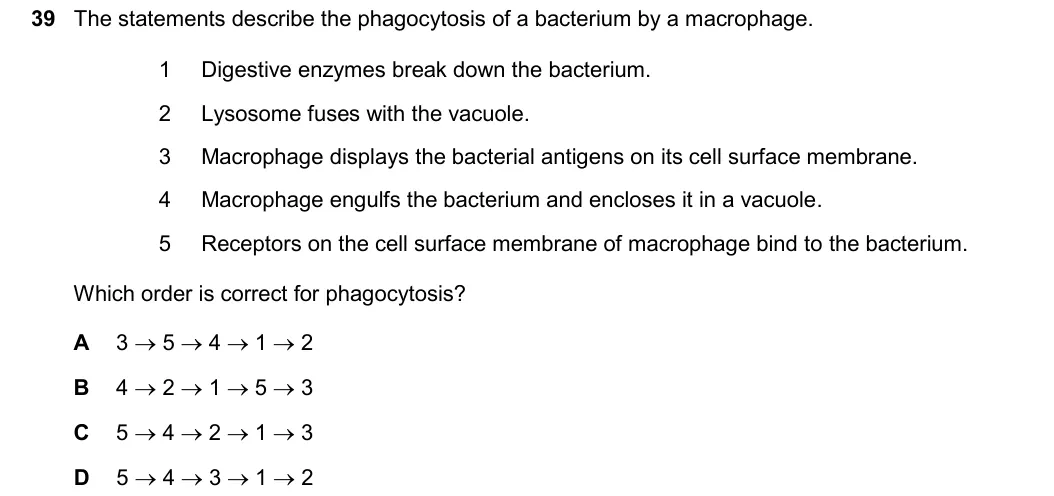 39 The statements describe the phagocytosis of a bacterium by a macrophage.
1 Digestive enzymes break down the bacterium.
2 Lysosome fuses with the vacuole.
3 Macrophage displays the bacterial antigens on its cell surface membrane.
4 Macrophage engulfs the bacterium and encloses it in a vacuole.
5 Receptors on the cell surface membrane of macrophage bind to the bacterium.
Which order is correct for phagocytosis?
A 3 → 5 → 4 → 1 → 2
B 4 → 2 → 1 → 5 → 3
C 5 → 4 → 2 → 1 → 3
D 5 → 4 → 3 → 1 → 2